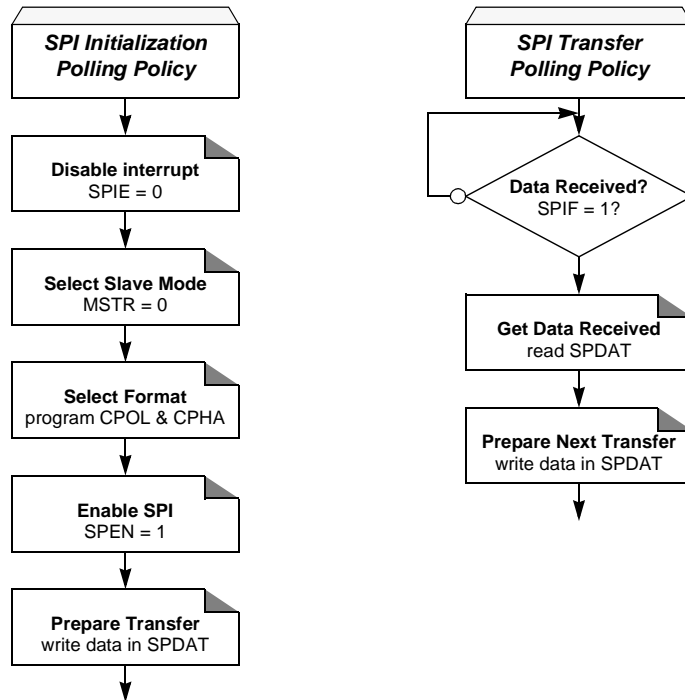 SPI Initialization
Polling Policy
Disable interrupt
SPIE = 0
Select Slave Mode
MSTR = 0
Select Format
program CPOL & CPHA
Enable SPI
SPEN = 1
Prepare Transfer
write data in SPDAT
SPI Transfer
Polling Policy
Data Received?
SPIF = 1?
Get Data Received
read SPDAT
Prepare Next Transfer
write data in SPDAT